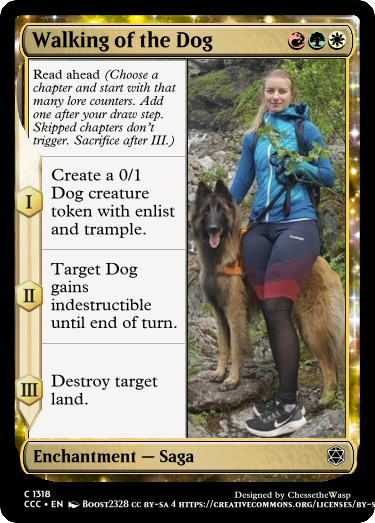 Walking of the Dog
Read ahead (Choose a
chapter and start with that
many lore counters. Add
one after your draw step.
Skipped chapters don't
trigger. Sacrifice after III.)
I
Create a 0/1
Dog creature
token with enlist
and trample.
II
Target Dog
gains
indestructible
until end of turn.
III
Destroy target
land.
Enchantment — Saga
C 1318
Designed by ChessetheWasp
CCC • EN Boost2328 CC BY-SA 4 HTTPS://CREATIVECOMMONS.ORG/LICENSES/BY-S